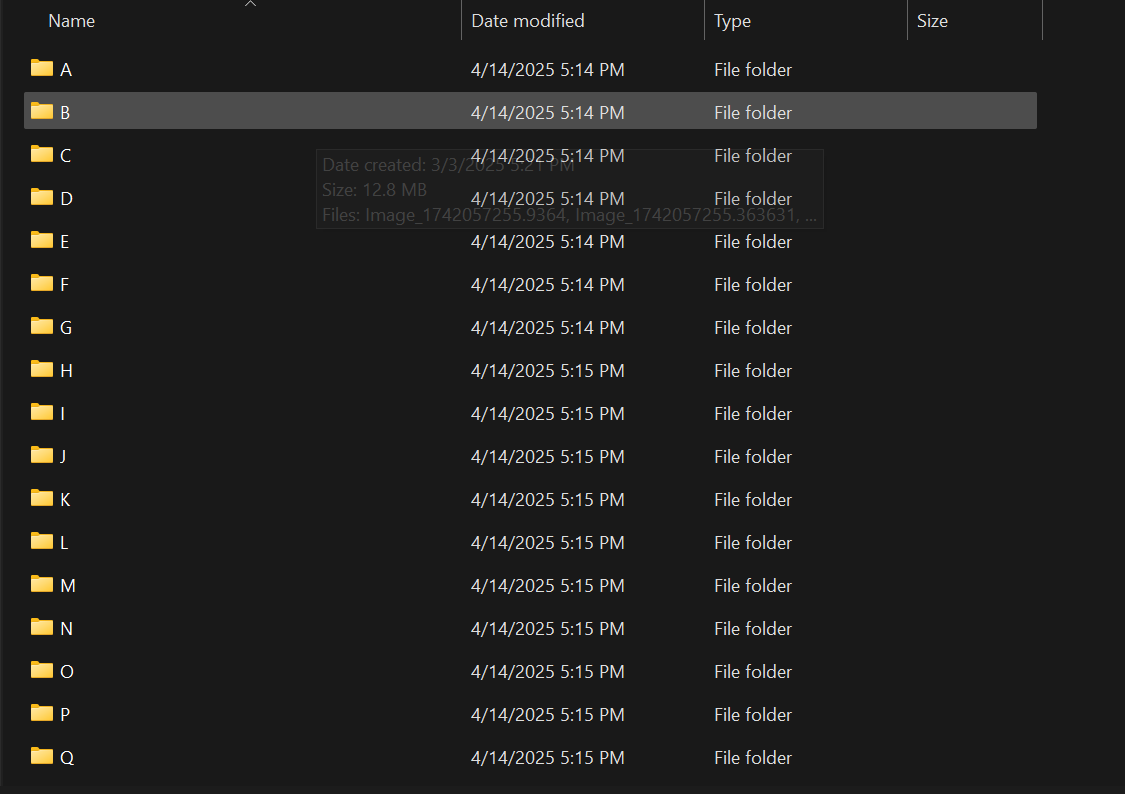 Name Date modified Type Size
A 4/14/2025 5:14 PM File folder
B 4/14/2025 5:14 PM File folder
C 4/14/2025 5:14 PM File folder
Date created: 3/3/2025 5:21 PM
Size: 12.8 MB
D 4/14/2025 5:14 PM File folder
Files: Image_1742057255.9364, Image_1742057255.363631, ...
E 4/14/2025 5:14 PM File folder
F 4/14/2025 5:14 PM File folder
G 4/14/2025 5:14 PM File folder
H 4/14/2025 5:15 PM File folder
I 4/14/2025 5:15 PM File folder
J 4/14/2025 5:15 PM File folder
K 4/14/2025 5:15 PM File folder
L 4/14/2025 5:15 PM File folder
M 4/14/2025 5:15 PM File folder
N 4/14/2025 5:15 PM File folder
O 4/14/2025 5:15 PM File folder
P 4/14/2025 5:15 PM File folder
Q 4/14/2025 5:15 PM File folder